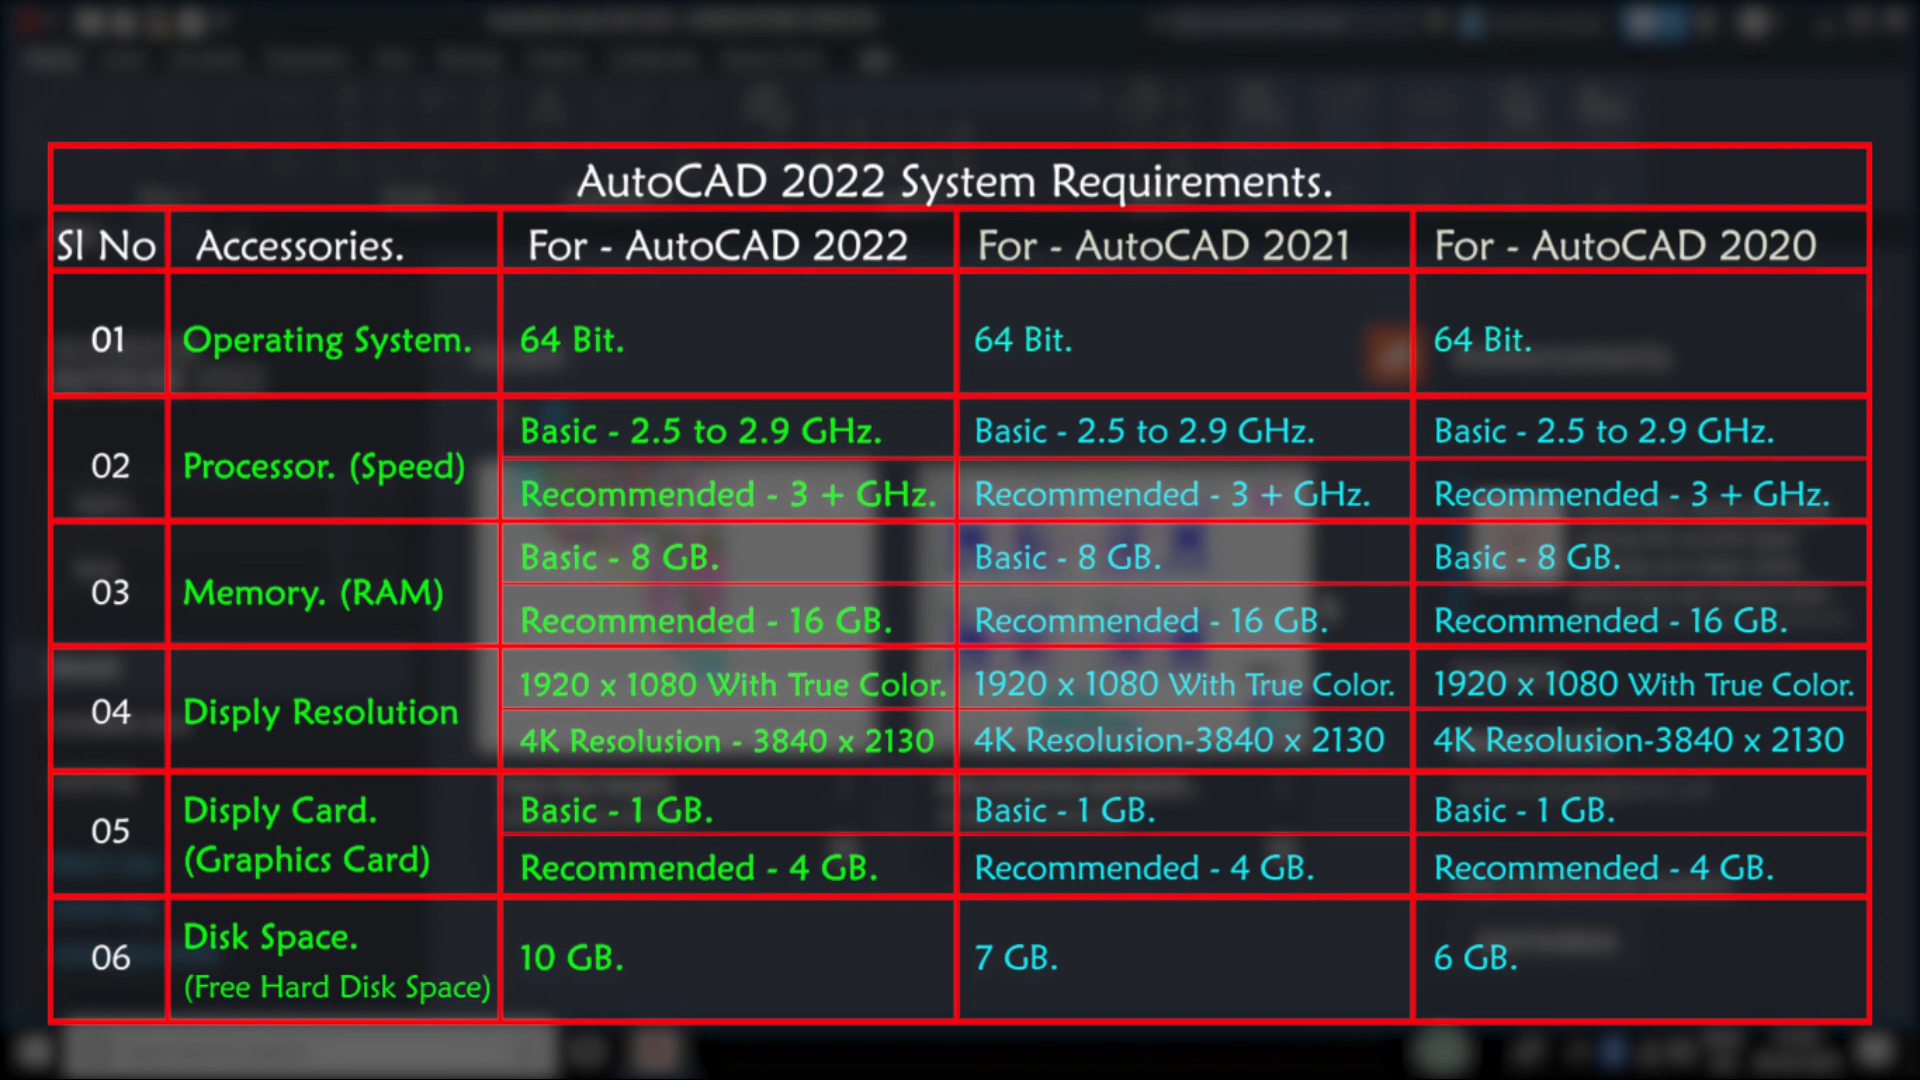 AutoCAD 2022 System Requirements.
Sl No Accessories. For - AutoCAD 2022 For - AutoCAD 2021 For - AutoCAD 2020
01 Operating System. 64 Bit. 64 Bit. 64 Bit.
02 Processor. (Speed)
Basic - 2.5 to 2.9 GHz. Basic - 2.5 to 2.9 GHz. Basic - 2.5 to 2.9 GHz.
Recommended - 3 + GHz. Recommended - 3 + GHz. Recommended - 3 + GHz.
03 Memory. (RAM)
Basic - 8 GB. Basic - 8 GB. Basic - 8 GB.
Recommended - 16 GB. Recommended - 16 GB. Recommended - 16 GB.
04 Disply Resolution
1920 x 1080 With True Color. 1920 x 1080 With True Color. 1920 x 1080 With True Color.
4K Resolusion - 3840 x 2130 4K Resolusion-3840 x 2130 4K Resolusion-3840 x 2130
05 Disply Card.
(Graphics Card)
Basic - 1 GB. Basic - 1 GB. Basic - 1 GB.
Recommended - 4 GB. Recommended - 4 GB. Recommended - 4 GB.
06 Disk Space.
(Free Hard Disk Space)
10 GB. 7 GB. 6 GB.